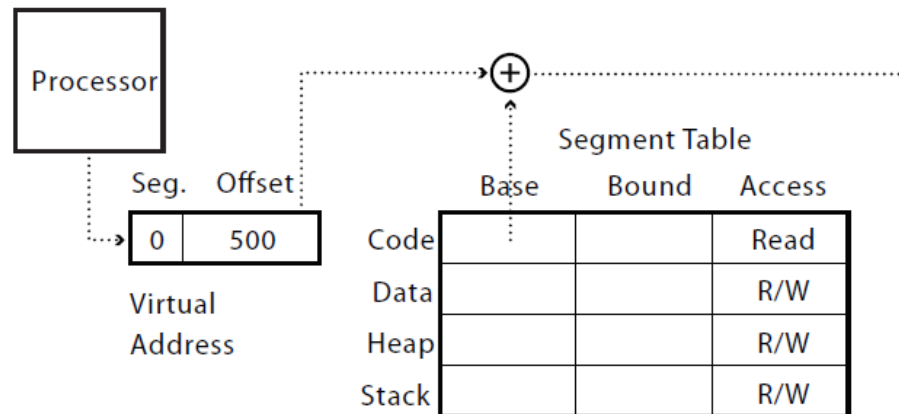 Processor
+
Segment Table
Seg. Offset
Base Bound Access
0 500
Code Read
Virtual
Address
Data R/W
Heap R/W
Stack R/W